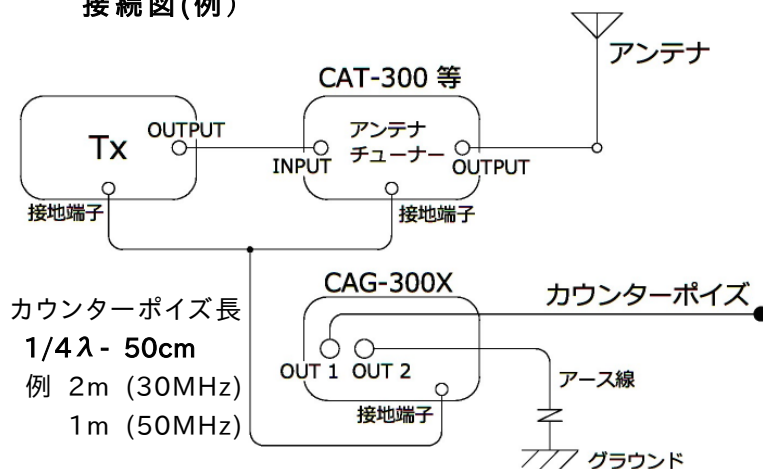 接続図(例)
アンテナ
CAT-300 等
Tx
OUTPUT
アンテナ
チューナー
INPUT
OUTPUT
接地端子
接地端子
CAG-300X
カウンターポイズ
カウンターポイズ長
1/4λ- 50cm
例 2m (30MHz)
1m (50MHz)
OUT 1 OUT 2
アース線
接地端子
グラウンド